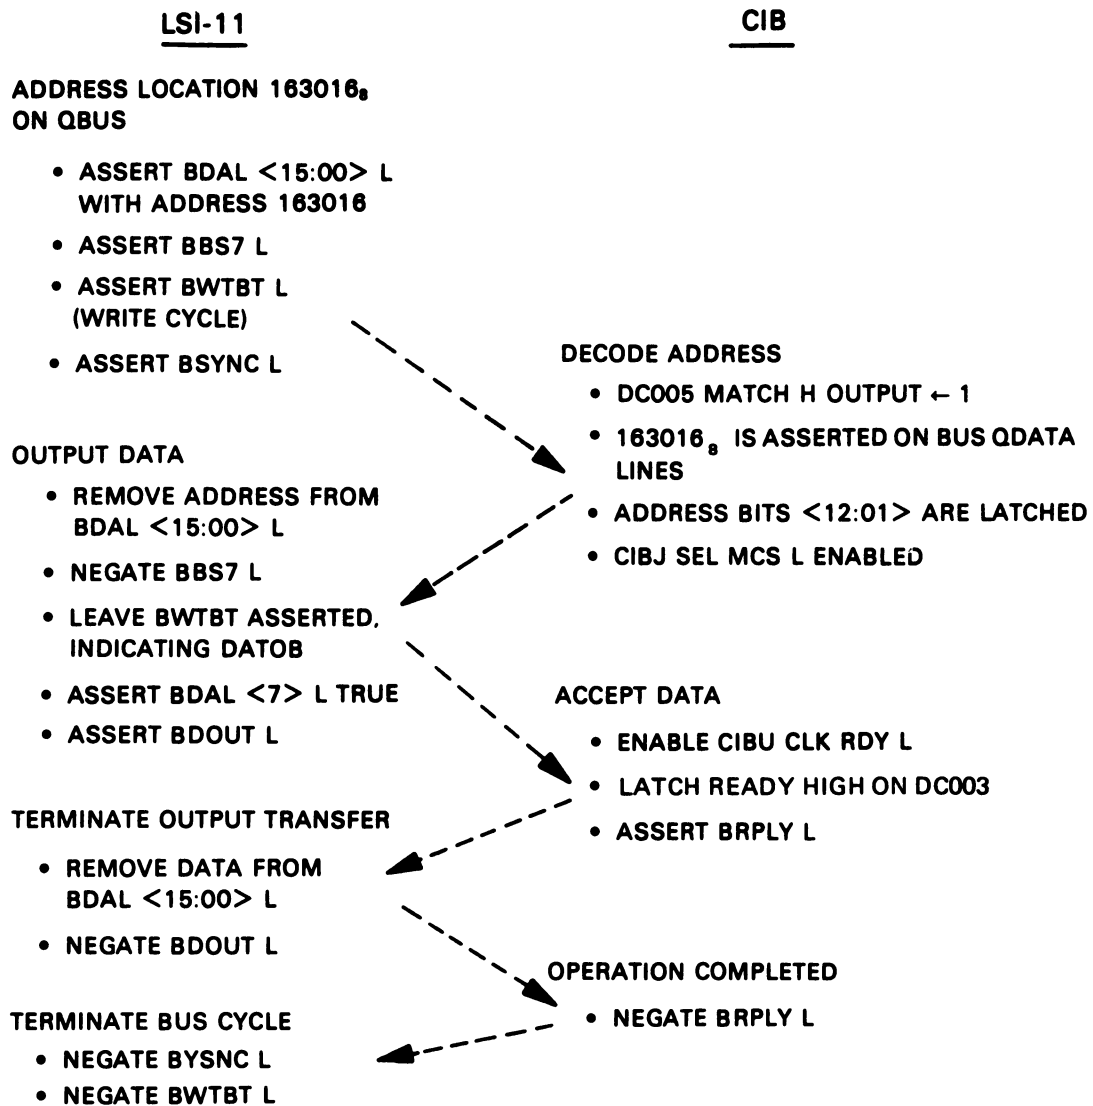 LSI-11
CIB
ADDRESS LOCATION 163016₈
ON QBUS
• ASSERT BDAL <15:00> L
WITH ADDRESS 163016
• ASSERT BBS7 L
• ASSERT BWTBT L
(WRITE CYCLE)
• ASSERT BSYNC L
DECODE ADDRESS
• DC005 MATCH H OUTPUT ← 1
• 163016₈ IS ASSERTED ON BUS QDATA
LINES
• ADDRESS BITS <12:01> ARE LATCHED
• CIBJ SEL MCS L ENABLED
OUTPUT DATA
• REMOVE ADDRESS FROM
BDAL <15:00> L
• NEGATE BBS7 L
• LEAVE BWTBT ASSERTED,
INDICATING DATOB
• ASSERT BDAL <7> L TRUE
• ASSERT BDOUT L
ACCEPT DATA
• ENABLE CIBU CLK RDY L
• LATCH READY HIGH ON DC003
• ASSERT BRPLY L
TERMINATE OUTPUT TRANSFER
• REMOVE DATA FROM
BDAL <15:00> L
• NEGATE BDOUT L
OPERATION COMPLETED
• NEGATE BRPLY L
TERMINATE BUS CYCLE
• NEGATE BYSNC L
• NEGATE BWTBT L